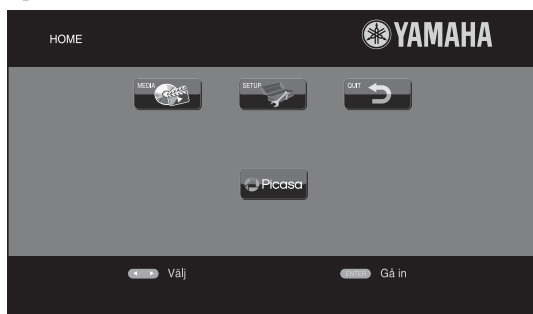 HOME
YAMAHA
MEDIA
SETUP
QUIT
Picasa
Välj
ENTER Gå in